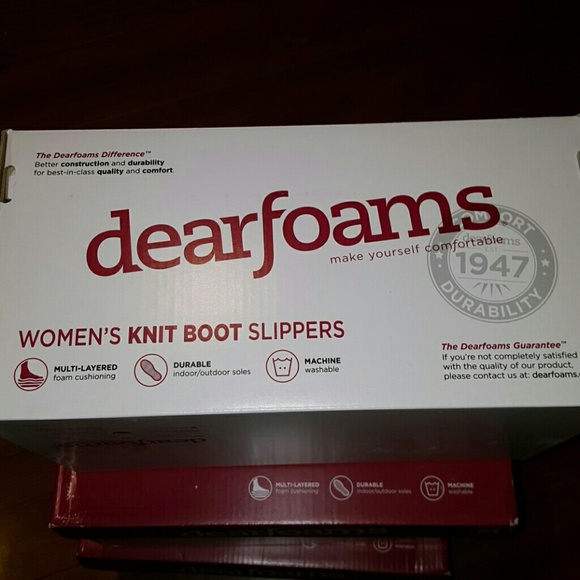 The Dearfoams Difference™
Better construction and durability
for best-in-class quality and comfort.
dearfoams
make yourself comfortable
COMFORT
dearfoams
1947
DURABILITY
WOMEN'S KNIT BOOT SLIPPERS
MULTI-LAYERED
foam cushioning
DURABLE
indoor/outdoor soles
MACHINE
washable
The Dearfoams Guarantee™
If you're not completely satisfied
with the quality of our product,
please contact us at: dearfoams.
dearfoams
MULTI-LAYERED
foam cushioning
DURABLE
indoor/outdoor soles
MACHINE
washable
dearfoams